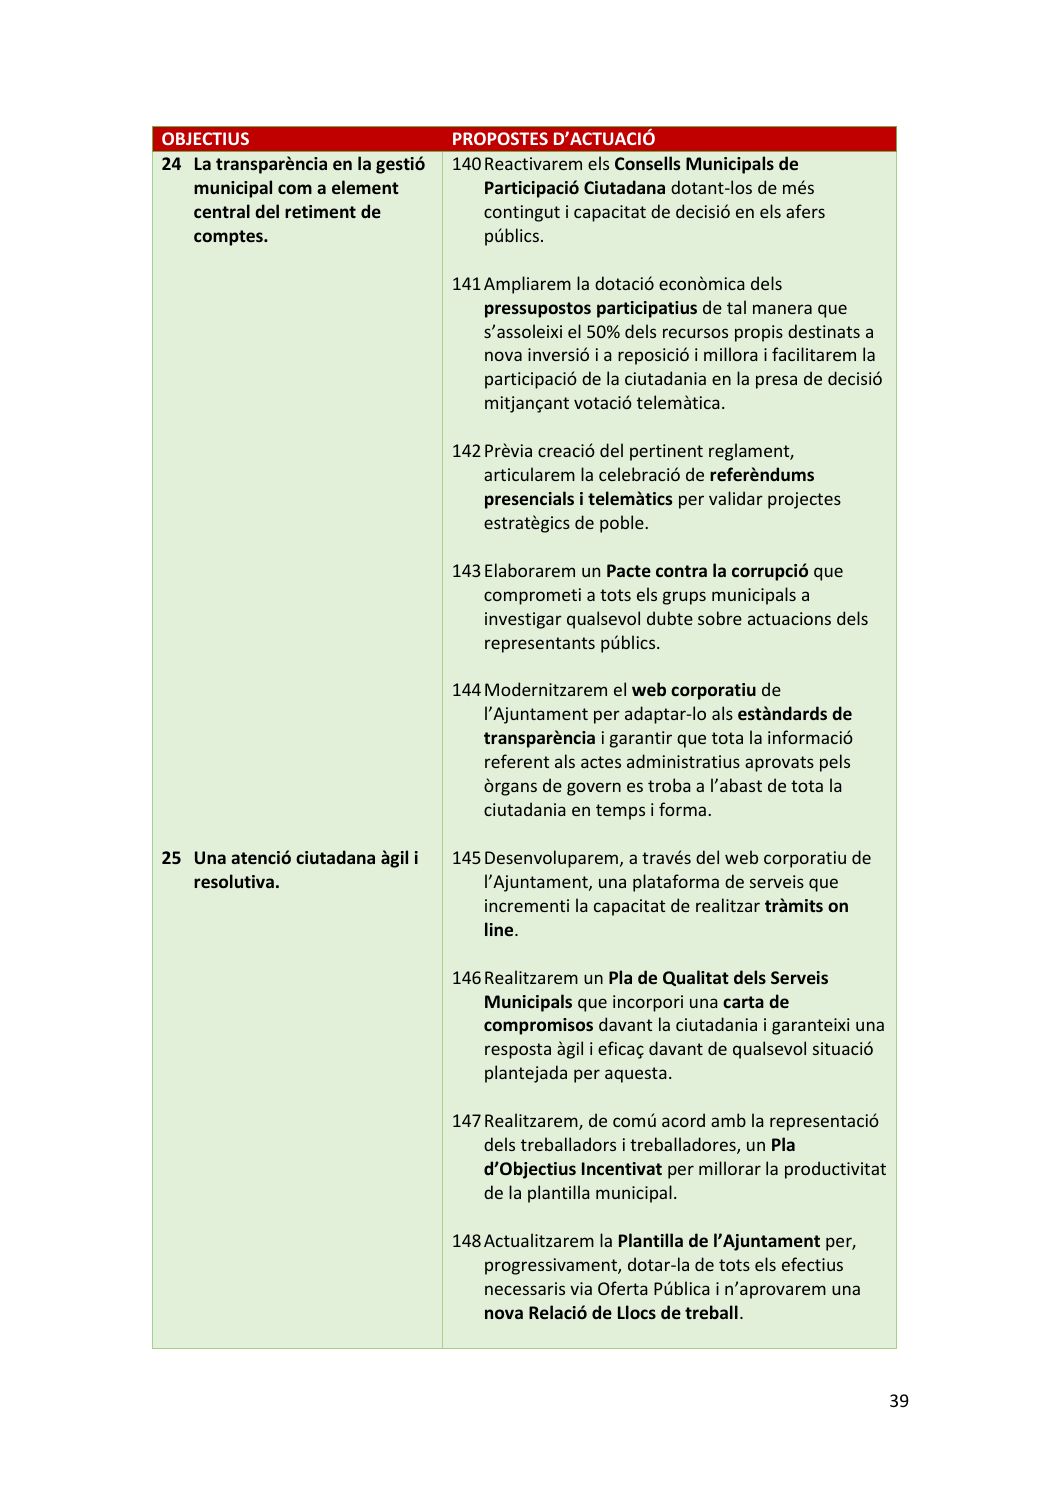 OBJECTIUS PROPOSTES D’ACTUACIÓ
24 La transparència en la gestió
municipal com a element
central del retiment de
comptes.
140 Reactivarem els Consells Municipals de
Participació Ciutadana dotant-los de més
contingut i capacitat de decisió en els afers
públics.
141 Ampliarem la dotació econòmica dels
pressupostos participatius de tal manera que
s’assoleixi el 50% dels recursos propis destinats a
nova inversió i a reposició i millora i facilitarem la
participació de la ciutadania en la presa de decisió
mitjançant votació telemàtica.
142 Prèvia creació del pertinent reglament,
articularem la celebració de referèndums
presencials i telemàtics per validar projectes
estratègics de poble.
143 Elaborarem un Pacte contra la corrupció que
comprometi a tots els grups municipals a
investigar qualsevol dubte sobre actuacions dels
representants públics.
144 Modernitzarem el web corporatiu de
l’Ajuntament per adaptar-lo als estàndards de
transparència i garantir que tota la informació
referent als actes administratius aprovats pels
òrgans de govern es troba a l’abast de tota la
ciutadania en temps i forma.
25 Una atenció ciutadana àgil i
resolutiva.
145 Desenvoluparem, a través del web corporatiu de
l’Ajuntament, una plataforma de serveis que
incrementi la capacitat de realitzar tràmits on
line.
146 Realitzarem un Pla de Qualitat dels Serveis
Municipals que incorpori una carta de
compromisos davant la ciutadania i garanteixi una
resposta àgil i eficaç davant de qualsevol situació
plantejada per aquesta.
147 Realitzarem, de comú acord amb la representació
dels treballadors i treballadores, un Pla
d’Objectius Incentivat per millorar la productivitat
de la plantilla municipal.
148 Actualitzarem la Plantilla de l’Ajuntament per,
progressivament, dotar-la de tots els efectius
necessaris via Oferta Pública i n’aprovarem una
nova Relació de Llocs de treball.
39